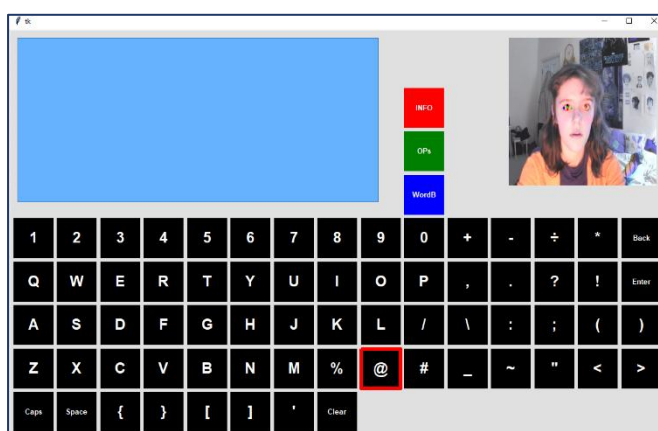 tk
INFO
OPs
WordB
1 2 3 4 5 6 7 8 9 0 + - ÷ * Back
Q W E R T Y U I O P , . ? ! Enter
A S D F G H J K L / \ : ; ( )
Z X C V B N M % @ # _ ~ " < >
Caps Space { } [ ] ' Clear